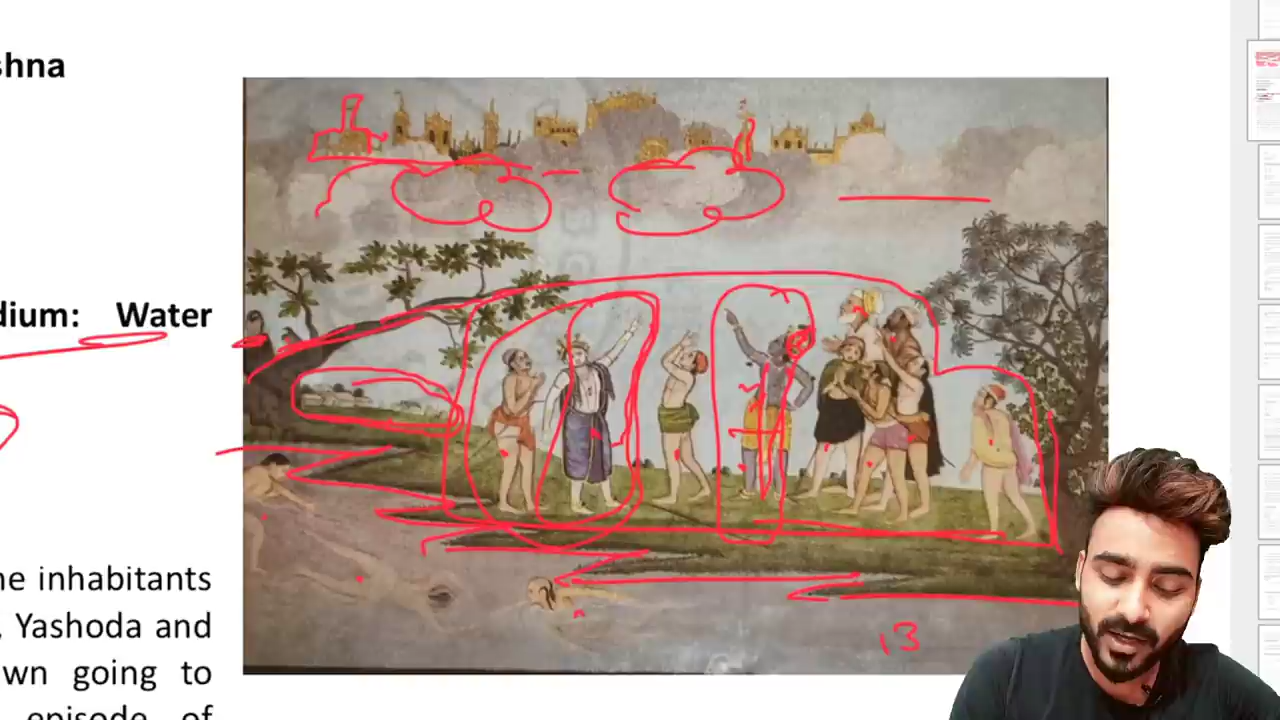 shna
dium: Water
ne inhabitants
, Yashoda and
wn going to
episode of
13